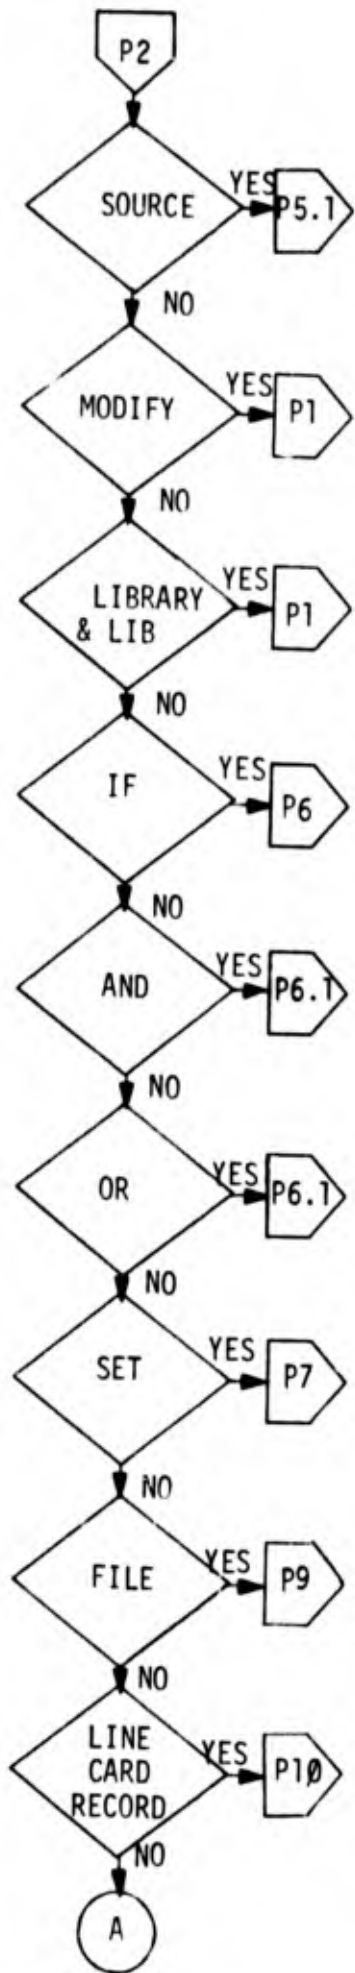 P2
YES
SOURCE P5.1
NO
YES
MODIFY P1
NO
YES
LIBRARY P1
& LIB
NO
YES
IF P6
NO
YES
AND P6.1
NO
YES
OR P6.1
NO
YES
SET P7
NO
YES
FILE P9
NO
LINE YES
CARD P1Ø
RECORD
NO
A